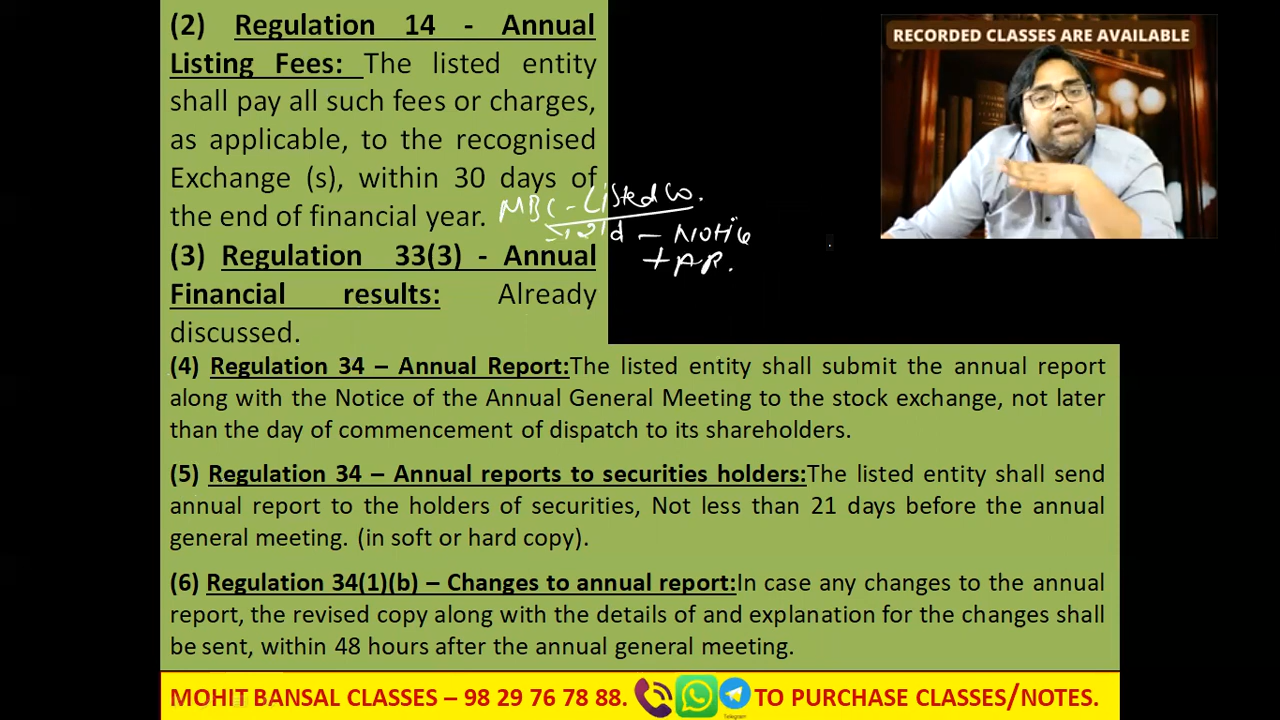 (2) Regulation 14 - Annual
Listing Fees: The listed entity
shall pay all such fees or charges,
as applicable, to the recognised
Exchange (s), within 30 days of
the end of financial year.
(3) Regulation 33(3) - Annual
Financial results: Already
discussed.
RECORDED CLASSES ARE AVAILABLE
MBC - Listed Co.
- Notice
+ AR.
(4) Regulation 34 – Annual Report:The listed entity shall submit the annual report
along with the Notice of the Annual General Meeting to the stock exchange, not later
than the day of commencement of dispatch to its shareholders.
(5) Regulation 34 – Annual reports to securities holders:The listed entity shall send
annual report to the holders of securities, Not less than 21 days before the annual
general meeting. (in soft or hard copy).
(6) Regulation 34(1)(b) – Changes to annual report:In case any changes to the annual
report, the revised copy along with the details of and explanation for the changes shall
be sent, within 48 hours after the annual general meeting.
MOHIT BANSAL CLASSES – 98 29 76 78 88. TO PURCHASE CLASSES/NOTES.
Telegram